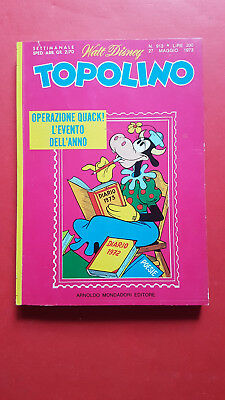 SETTIMANALE
SPED. ABB. GR. 2/70
Walt Disney
N. 913 * LIRE 200
27 MAGGIO 1973
TOPOLINO
OPERAZIONE QUACK!
L'EVENTO
DELL'ANNO
DIARIO
1973
DIARIO
1972
POESIE
ARNOLDO MONDADORI EDITORE